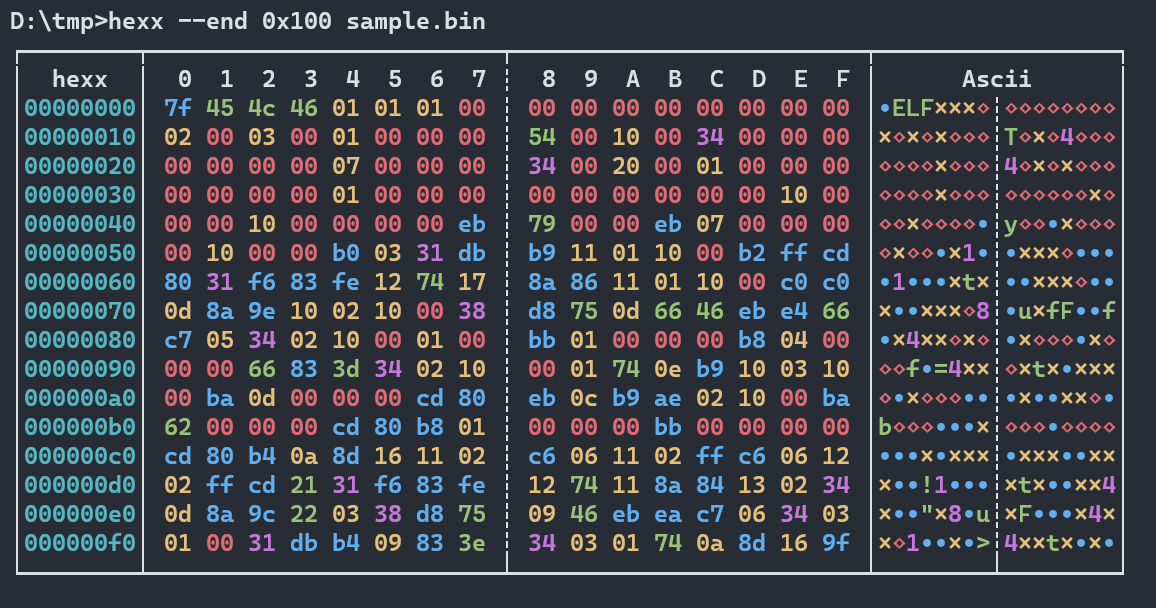 D:\tmp>hexx --end 0x100 sample.bin
hexx 0 1 2 3 4 5 6 7 8 9 A B C D E F Ascii
00000000 7f 45 4c 46 01 01 01 00 00 00 00 00 00 00 00 00 •ELF×××⋄ ⋄⋄⋄⋄⋄⋄⋄⋄
00000010 02 00 03 00 01 00 00 00 54 00 10 00 34 00 00 00 ×⋄×⋄×⋄⋄⋄ T⋄×⋄4⋄⋄⋄
00000020 00 00 00 00 07 00 00 00 34 00 20 00 01 00 00 00 ⋄⋄⋄⋄×⋄⋄⋄ 4⋄×⋄×⋄⋄⋄
00000030 00 00 00 00 01 00 00 00 00 00 00 00 00 00 10 00 ⋄⋄⋄⋄×⋄⋄⋄ ⋄⋄⋄⋄⋄⋄×⋄
00000040 00 00 10 00 00 00 00 eb 79 00 00 eb 07 00 00 00 ⋄⋄×⋄⋄⋄⋄• y⋄⋄•×⋄⋄⋄
00000050 00 10 00 00 b0 03 31 db b9 11 01 10 00 b2 ff cd ⋄×⋄⋄•×1• •×××⋄•••
00000060 80 31 f6 83 fe 12 74 17 8a 86 11 01 10 00 c0 c0 •1•••×t× ••×××⋄••
00000070 0d 8a 9e 10 02 10 00 38 d8 75 0d 66 46 eb e4 66 ×••×××⋄8 •u×fF••f
00000080 c7 05 34 02 10 00 01 00 bb 01 00 00 00 b8 04 00 •×4××⋄×⋄ •×⋄⋄⋄•×⋄
00000090 00 00 66 83 3d 34 02 10 00 01 74 0e b9 10 03 10 ⋄⋄f•=4×× ⋄×t×•×××
000000a0 00 ba 0d 00 00 00 cd 80 eb 0c b9 ae 02 10 00 ba ⋄•×⋄⋄⋄•• •×••××⋄•
000000b0 62 00 00 00 cd 80 b8 01 00 00 00 bb 00 00 00 00 b⋄⋄⋄•••× ⋄⋄⋄•⋄⋄⋄⋄
000000c0 cd 80 b4 0a 8d 16 11 02 c6 06 11 02 ff c6 06 12 •••×•××× •×××••××
000000d0 02 ff cd 21 31 f6 83 fe 12 74 11 8a 84 13 02 34 ×••!1••• ×t×••××4
000000e0 0d 8a 9c 22 03 38 d8 75 09 46 eb ea c7 06 34 03 ×••"×8•u ×F•••×4×
000000f0 01 00 31 db b4 09 83 3e 34 03 01 74 0a 8d 16 9f ×⋄1••×•> 4××t×•×•